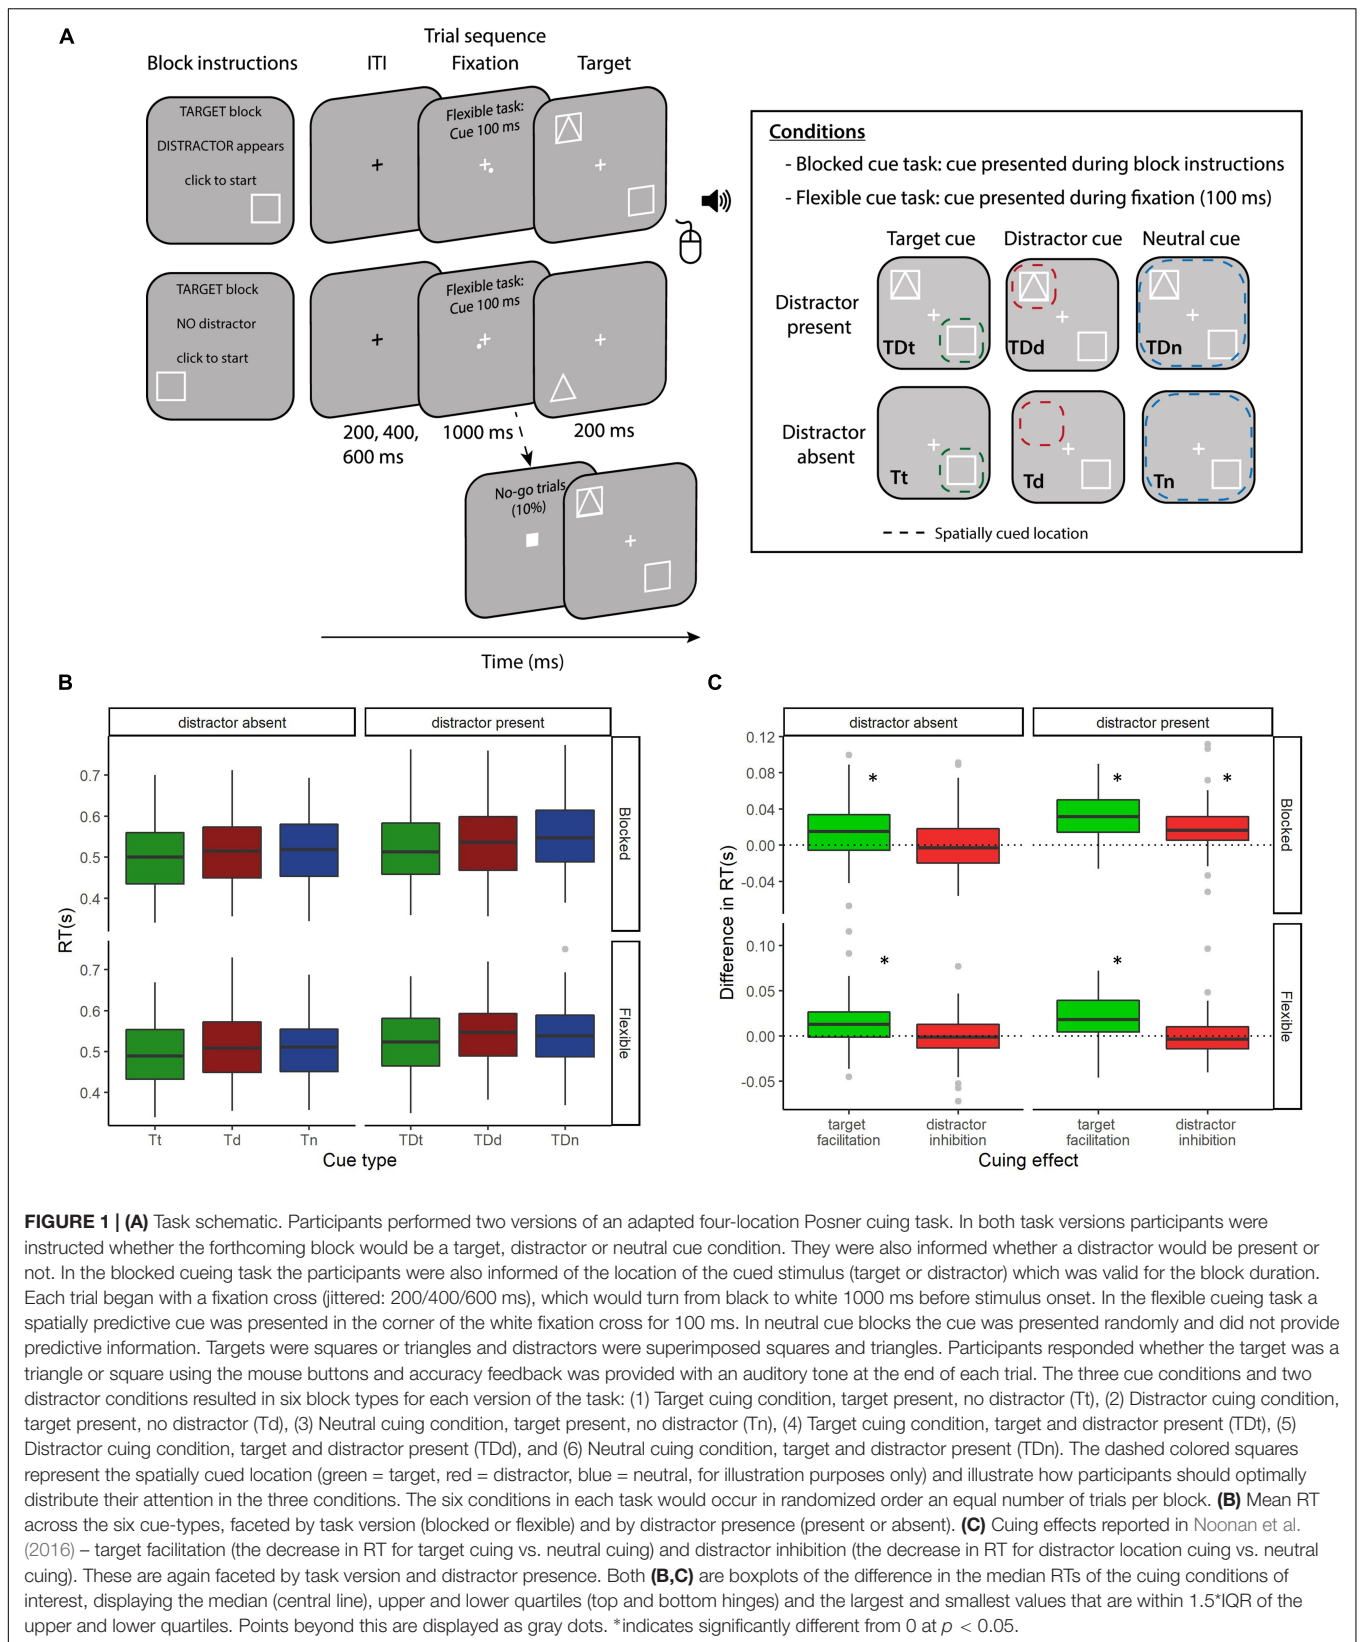 A
Trial sequence
Block instructions ITI Fixation Target
TARGET block
DISTRACTOR appears
click to start
Flexible task:
Cue 100 ms
TARGET block
NO distractor
click to start
Flexible task:
Cue 100 ms
200, 400,
600 ms
1000 ms
200 ms
No-go trials
(10%)
Time (ms)
Conditions
- Blocked cue task: cue presented during block instructions
- Flexible cue task: cue presented during fixation (100 ms)
Target cue Distractor cue Neutral cue
Distractor
present
TDt TDd TDn
Distractor
absent
Tt Td Tn
Spatially cued location
B
distractor absent distractor present
0.7
0.6
0.5
0.4
Blocked
RT(s)
0.7
0.6
0.5
0.4
Flexible
Tt Td Tn TDt TDd TDn
Cue type
C
distractor absent distractor present
0.12
0.08
0.04
0.00
-0.04
* * *
Blocked
Difference in RT(s)
0.10
0.05
0.00
-0.05
* *
Flexible
target
facilitation
distractor
inhibition
target
facilitation
distractor
inhibition
Cuing effect
FIGURE 1 | (A) Task schematic. Participants performed two versions of an adapted four-location Posner cuing task. In both task versions participants were
instructed whether the forthcoming block would be a target, distractor or neutral cue condition. They were also informed whether a distractor would be present or
not. In the blocked cueing task the participants were also informed of the location of the cued stimulus (target or distractor) which was valid for the block duration.
Each trial began with a fixation cross (jittered: 200/400/600 ms), which would turn from black to white 1000 ms before stimulus onset. In the flexible cueing task a
spatially predictive cue was presented in the corner of the white fixation cross for 100 ms. In neutral cue blocks the cue was presented randomly and did not provide
predictive information. Targets were squares or triangles and distractors were superimposed squares and triangles. Participants responded whether the target was a
triangle or square using the mouse buttons and accuracy feedback was provided with an auditory tone at the end of each trial. The three cue conditions and two
distractor conditions resulted in six block types for each version of the task: (1) Target cuing condition, target present, no distractor (Tt), (2) Distractor cuing condition,
target present, no distractor (Td), (3) Neutral cuing condition, target present, no distractor (Tn), (4) Target cuing condition, target and distractor present (TDt), (5)
Distractor cuing condition, target and distractor present (TDd), and (6) Neutral cuing condition, target and distractor present (TDn). The dashed colored squares
represent the spatially cued location (green = target, red = distractor, blue = neutral, for illustration purposes only) and illustrate how participants should optimally
distribute their attention in the three conditions. The six conditions in each task would occur in randomized order an equal number of trials per block. (B) Mean RT
across the six cue-types, faceted by task version (blocked or flexible) and by distractor presence (present or absent). (C) Cuing effects reported in Noonan et al.
(2016) – target facilitation (the decrease in RT for target cuing vs. neutral cuing) and distractor inhibition (the decrease in RT for distractor location cuing vs. neutral
cuing). These are again faceted by task version and distractor presence. Both (B,C) are boxplots of the difference in the median RTs of the cuing conditions of
interest, displaying the median (central line), upper and lower quartiles (top and bottom hinges) and the largest and smallest values that are within 1.5*IQR of the
upper and lower quartiles. Points beyond this are displayed as gray dots. *indicates significantly different from 0 at p < 0.05.